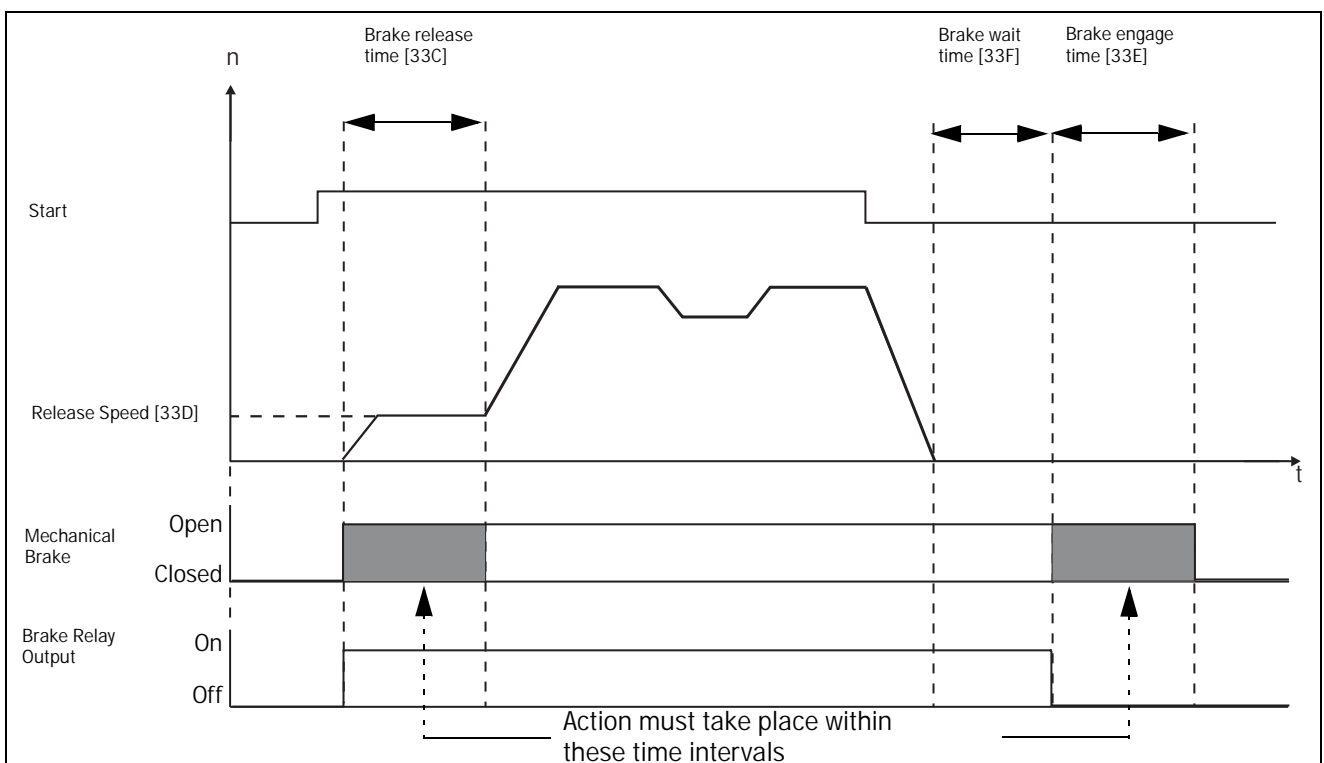 Brake release
time [33C]
Brake wait
time [33F]
Brake engage
time [33E]
n
Start
Release Speed [33D]
t
Mechanical
Brake
Open
Closed
Brake Relay
Output
On
Off
Action must take place within
these time intervals